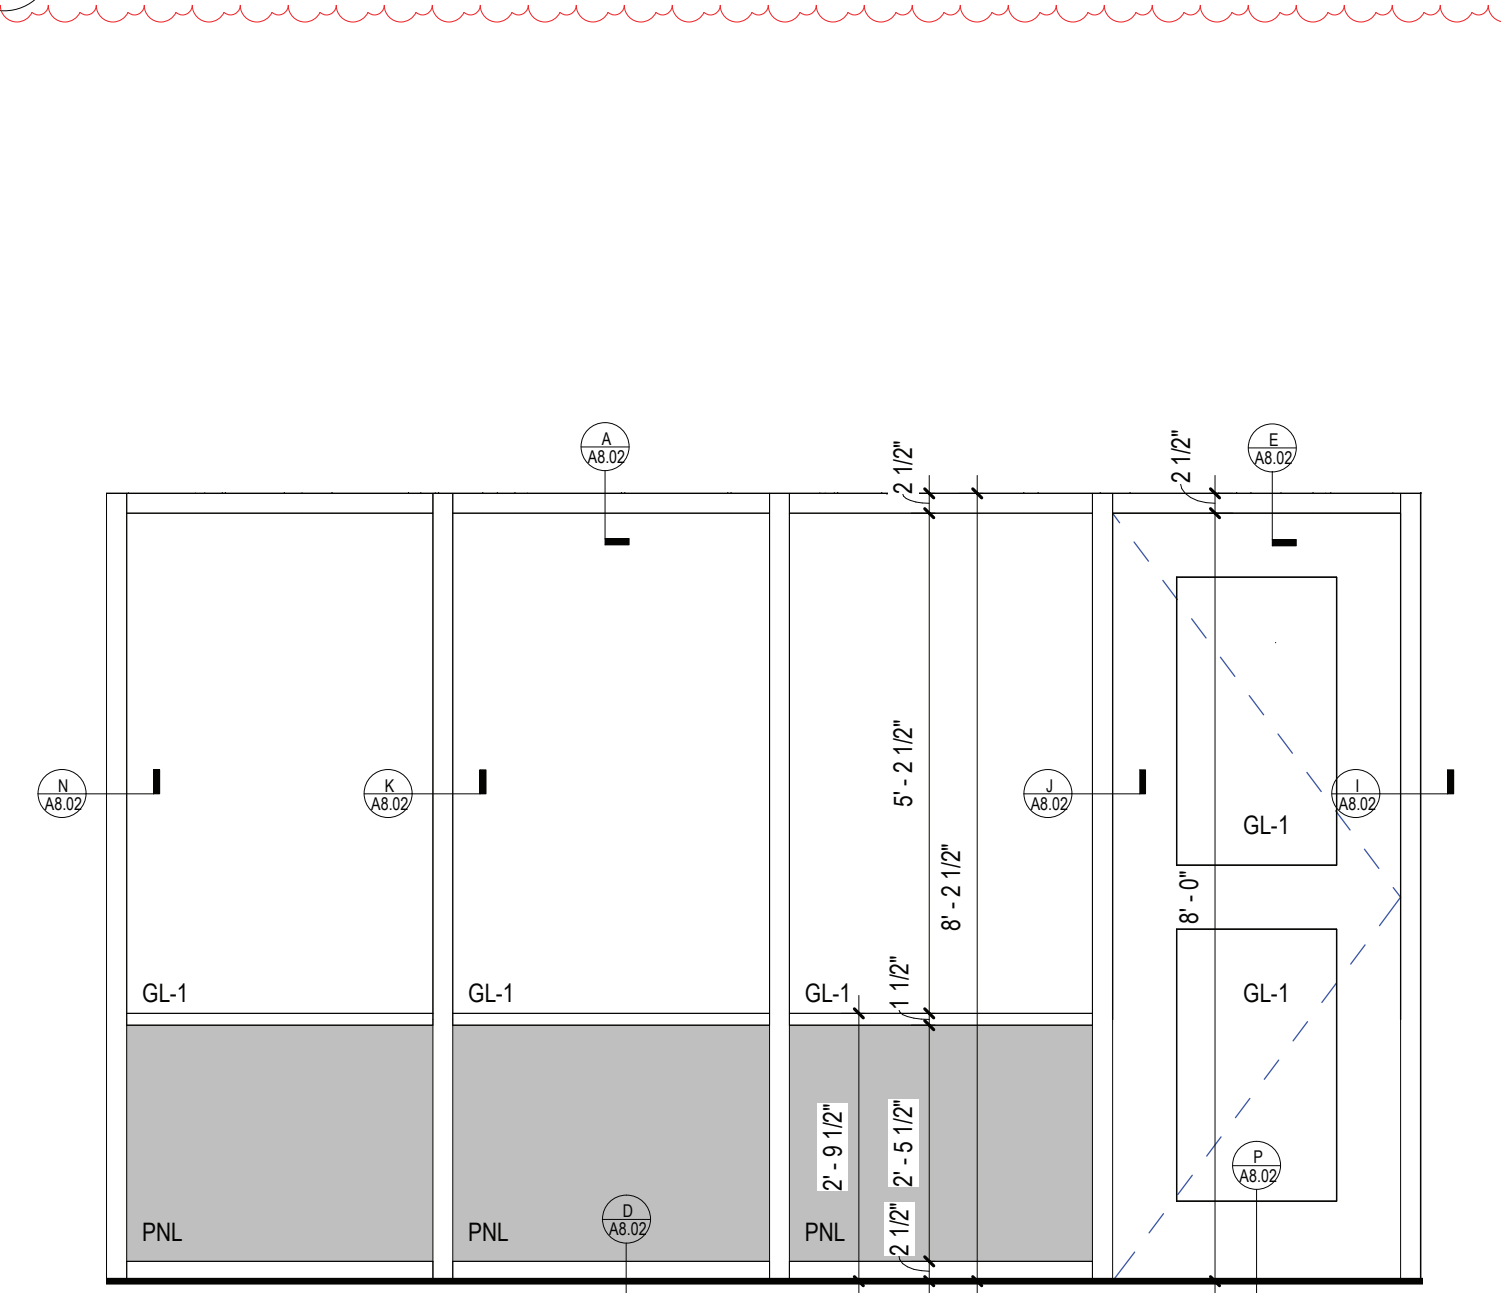 A
A8.02
E
A8.02
2 1/2"
2 1/2"
5' - 2 1/2"
8' - 2 1/2"
8' - 0"
N
A8.02
K
A8.02
J
A8.02
I
A8.02
GL-1
GL-1
GL-1
GL-1
GL-1
1 1/2"
2' - 9 1/2"
2' - 5 1/2"
2 1/2"
P
A8.02
D
A8.02
PNL
PNL
PNL